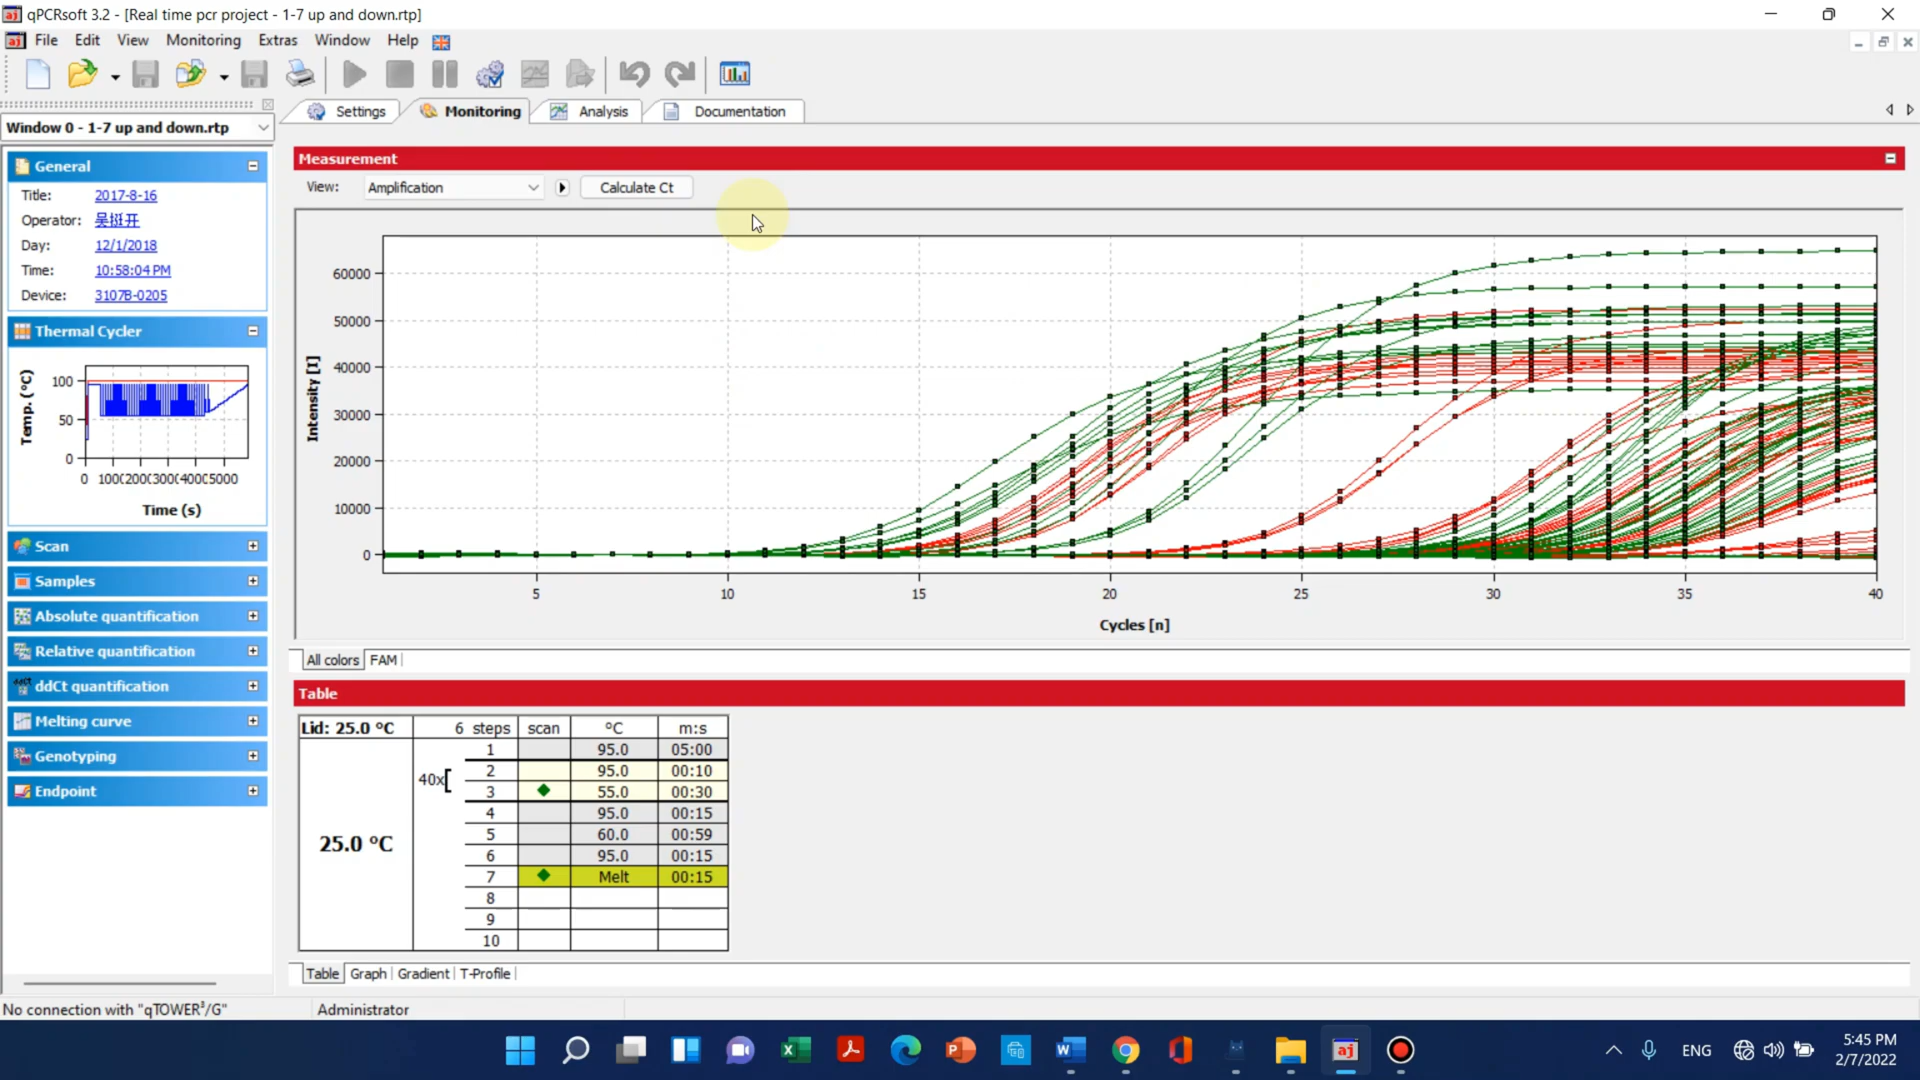 qPCRsoft 3.2 - [Real time pcr project - 1-7 up and down.rtp]
File Edit View Monitoring Extras Window Help
Settings Monitoring Analysis Documentation
Window 0 - 1-7 up and down.rtp
General
Title: 2017-8-16
Operator: 吴挺开
Day: 12/1/2018
Time: 10:58:04 PM
Device: 3107B-0205
Thermal Cycler
Temp. (°C)
100
50
0
0 5000
Time (s)
Scan
Samples
Absolute quantification
Relative quantification
ddCt quantification
Melting curve
Genotyping
Endpoint
Measurement
View: Amplification Calculate Ct
Intensity [I]
60000
50000
40000
30000
20000
10000
0
5 10 15 20 25 30 35 40
Cycles [n]
All colors FAM
Table
Lid: 25.0 °C 6 steps scan °C m:s
1 95.0 05:00
40x[ 2 95.0 00:10
3 55.0 00:30
4 95.0 00:15
25.0 °C 5 60.0 00:59
6 95.0 00:15
7 Melt 00:15
8
9
10
Table Graph Gradient T-Profile
No connection with "qTOWER³/G" Administrator
ENG
5:45 PM
2/7/2022